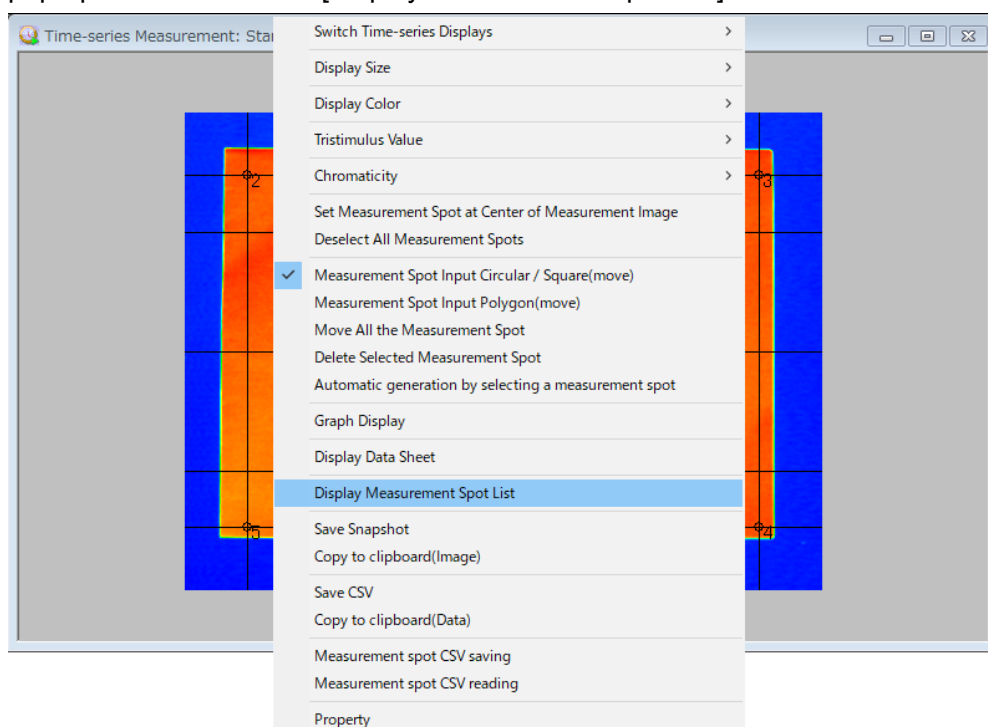 Time-series Measurement: Sta
Switch Time-series Displays
Display Size
Display Color
Tristimulus Value
Chromaticity
2
3
Set Measurement Spot at Center of Measurement Image
Deselect All Measurement Spots
Measurement Spot Input Circular / Square(move)
Measurement Spot Input Polygon(move)
Move All the Measurement Spot
Delete Selected Measurement Spot
Automatic generation by selecting a measurement spot
Graph Display
Display Data Sheet
Display Measurement Spot List
Save Snapshot
5
4
Copy to clipboard(Image)
Save CSV
Copy to clipboard(Data)
Measurement spot CSV saving
Measurement spot CSV reading
Property